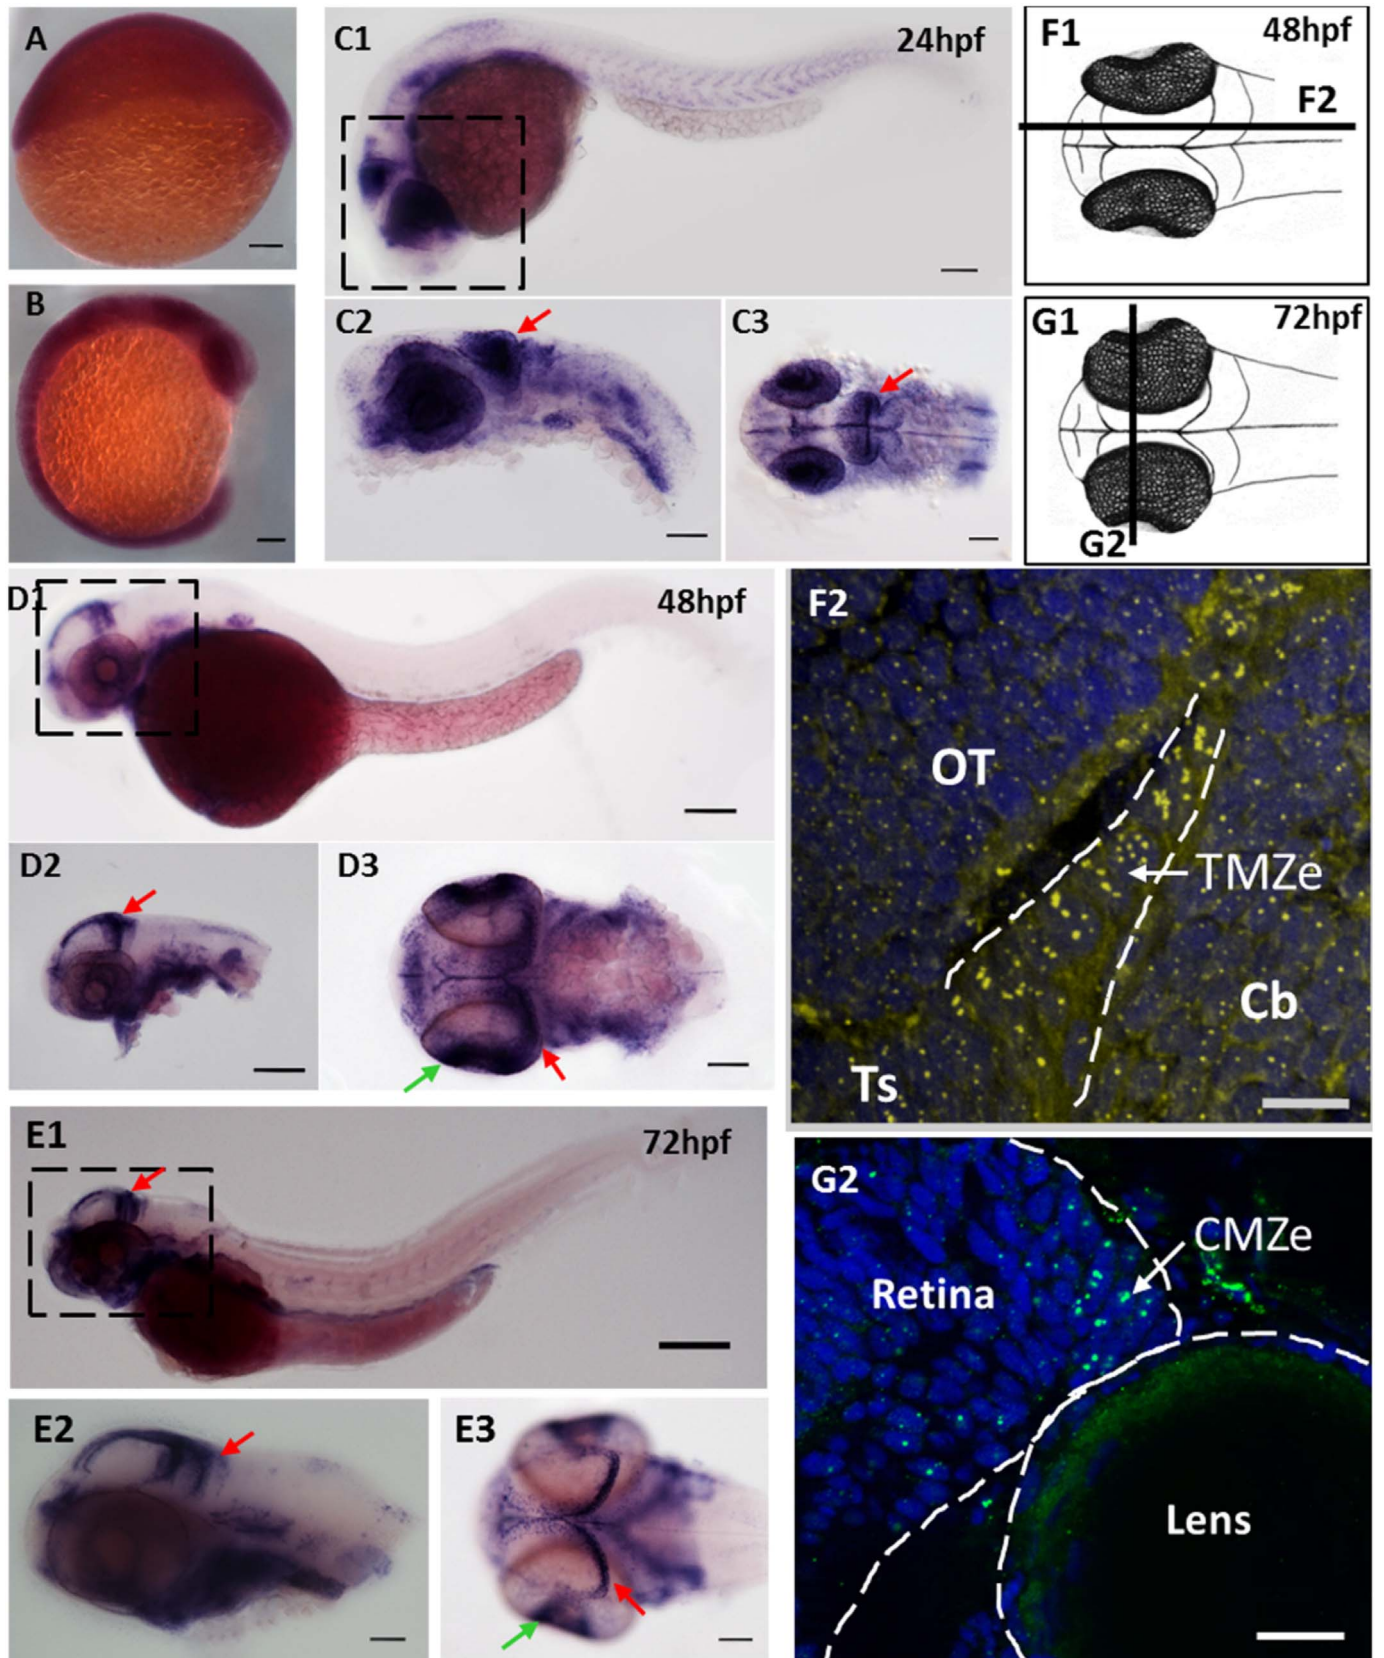 A
B
C1
24hpf
F1
48hpf
F2
C2
C3
G1
72hpf
G2
D1
48hpf
F2
OT
TMZe
Cb
Ts
D2
D3
E1
72hpf
G2
CMZe
Retina
Lens
E2
E3